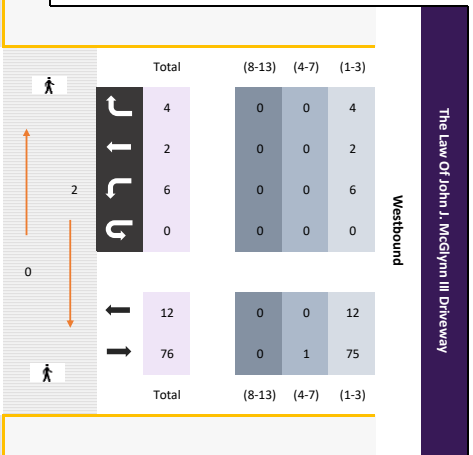 Total (8-13) (4-7) (1-3)
4 0 0 4
2 0 0 2
2 6 0 0 6
0 0 0 0
0
12 0 0 12
76 0 1 75
Total (8-13) (4-7) (1-3)
Westbound
The Law Of John J. McGlynn III Driveway